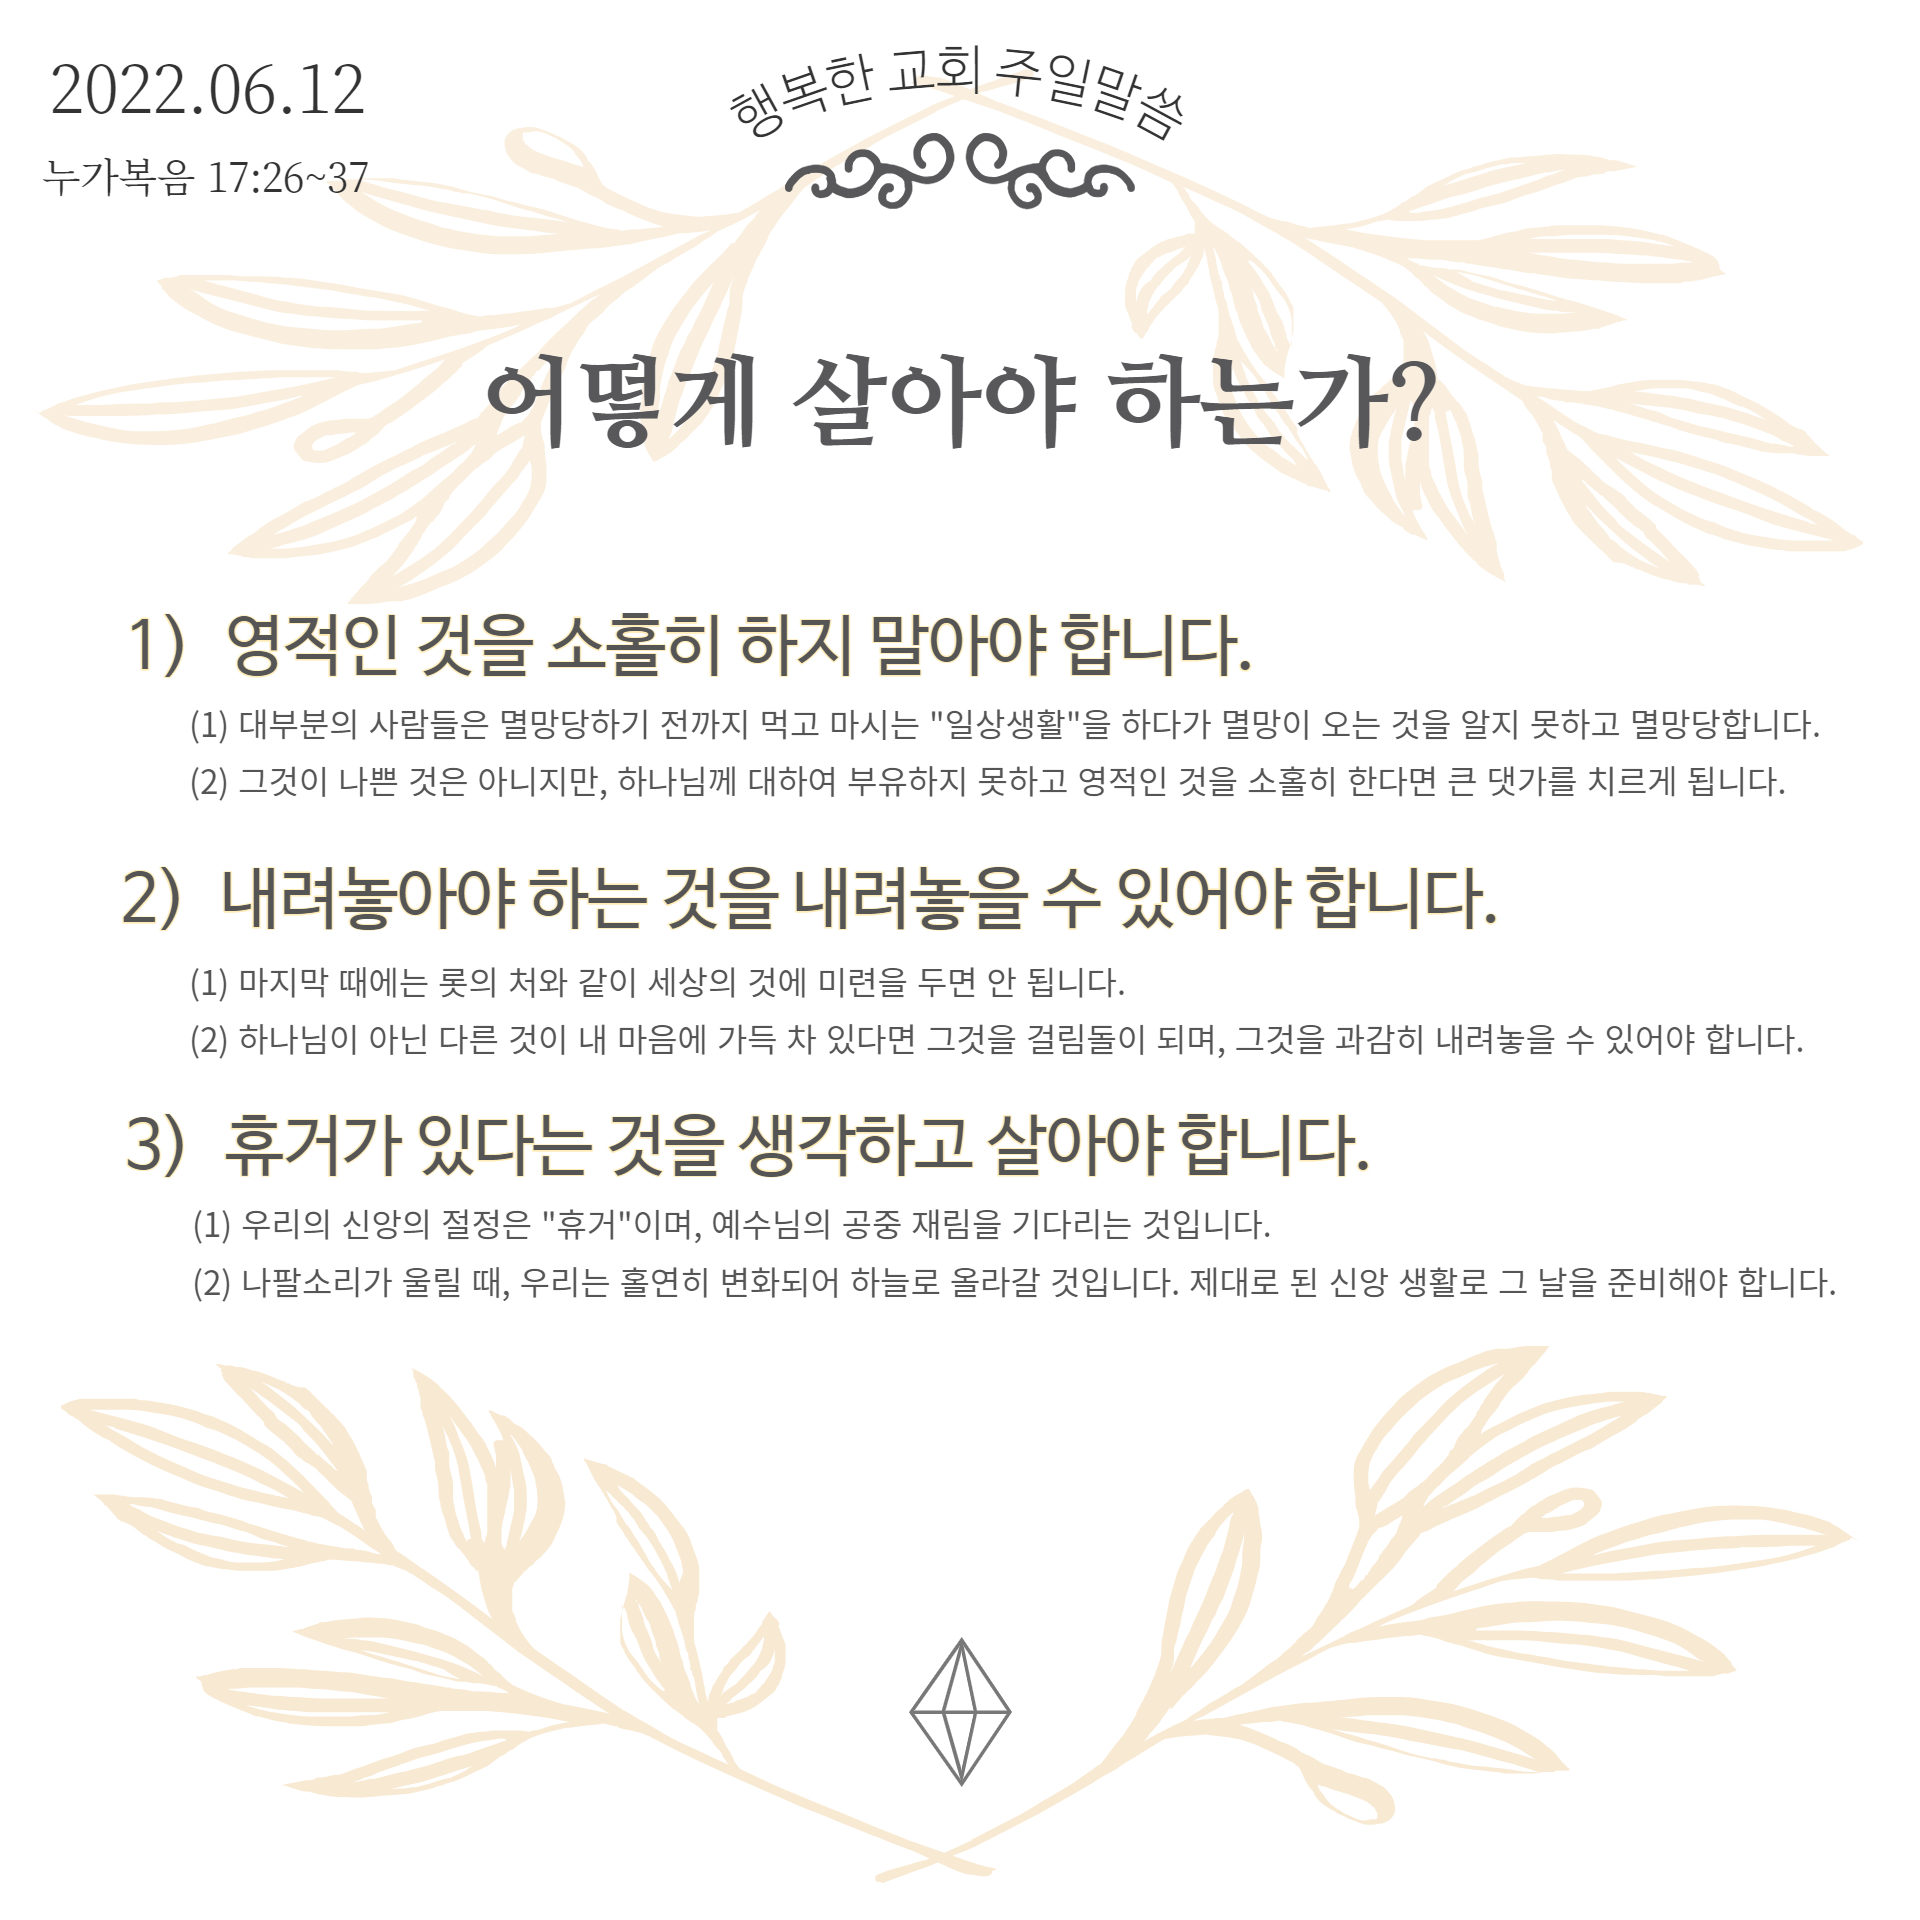 2022.06.12
누가복음 17:26~37
행복한 교회 주일말씀
어떻게 살아야 하는가?
1) 영적인 것을 소홀히 하지 말아야 합니다.
(1) 대부분의 사람들은 멸망당하기 전까지 먹고 마시는 "일상생활"을 하다가 멸망이 오는 것을 알지 못하고 멸망당합니다.
(2) 그것이 나쁜 것은 아니지만, 하나님께 대하여 부유하지 못하고 영적인 것을 소홀히 한다면 큰 댓가를 치르게 됩니다.
2) 내려놓아야 하는 것을 내려놓을 수 있어야 합니다.
(1) 마지막 때에는 롯의 처와 같이 세상의 것에 미련을 두면 안 됩니다.
(2) 하나님이 아닌 다른 것이 내 마음에 가득 차 있다면 그것을 걸림돌이 되며, 그것을 과감히 내려놓을 수 있어야 합니다.
3) 휴거가 있다는 것을 생각하고 살아야 합니다.
(1) 우리의 신앙의 절정은 "휴거"이며, 예수님의 공중 재림을 기다리는 것입니다.
(2) 나팔소리가 울릴 때, 우리는 홀연히 변화되어 하늘로 올라갈 것입니다. 제대로 된 신앙 생활로 그 날을 준비해야 합니다.